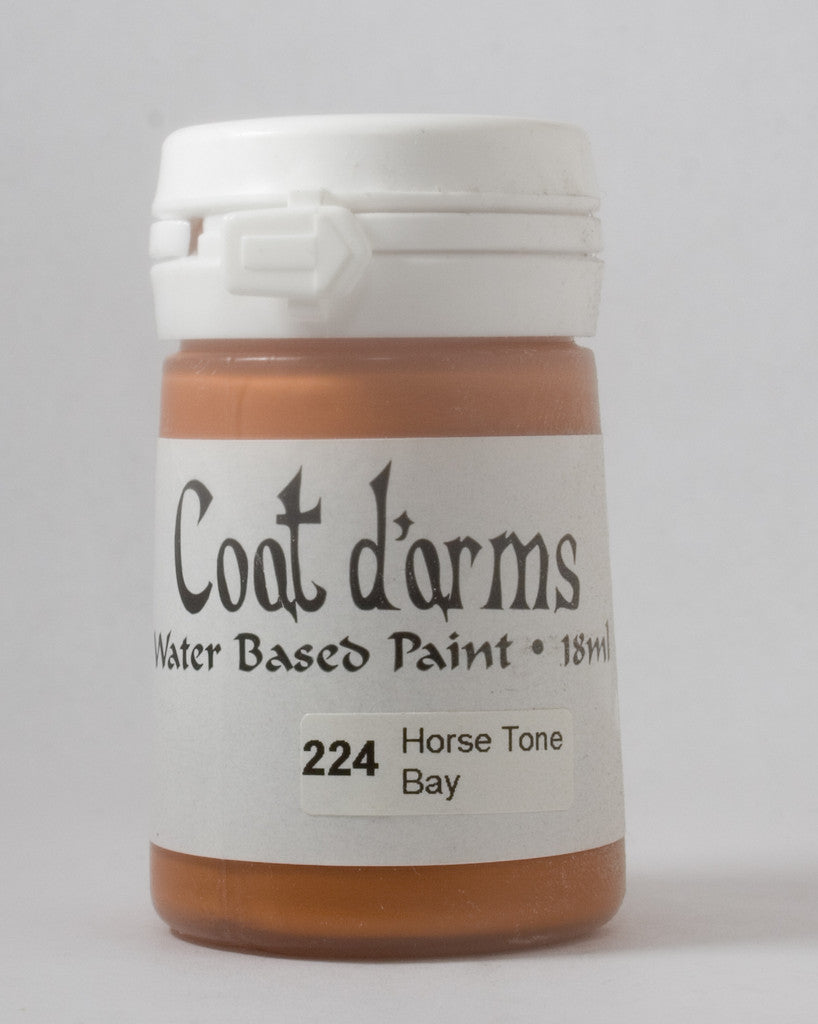 Coat d'arms
Water Based Paint • 18ml
224 Horse Tone
Bay